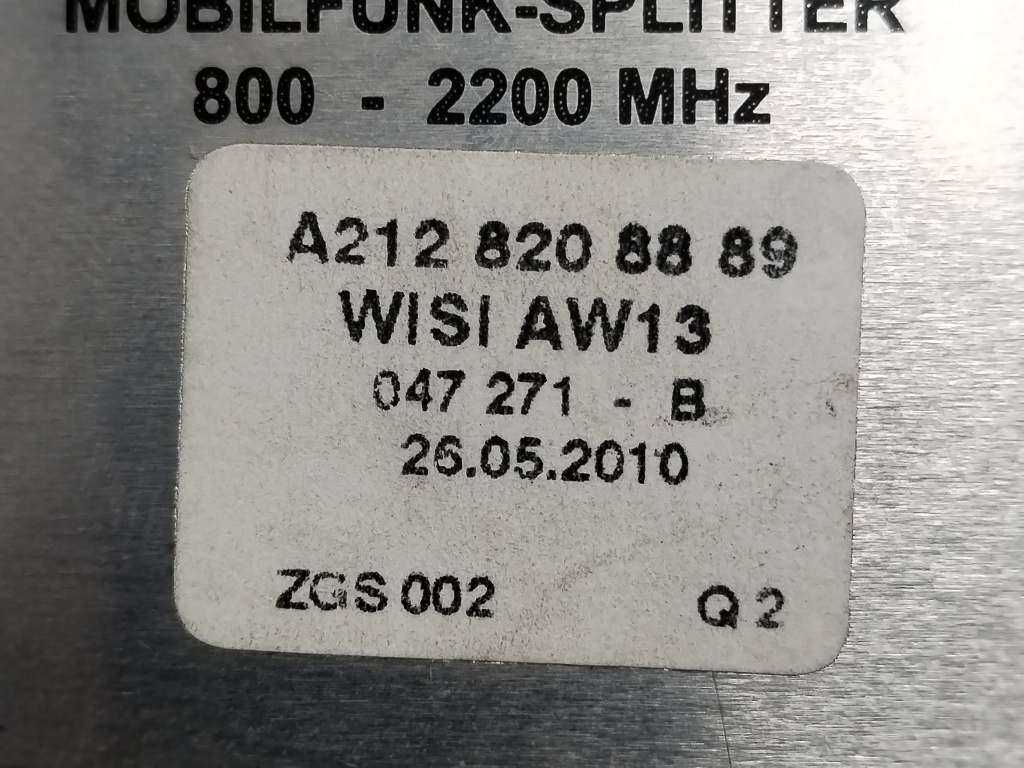 MOBILFUNK-SPLITTER
800 - 2200 MHz
A212 820 88 89
WISI AW13
047 271 - B
26.05.2010
ZGS 002 Q 2